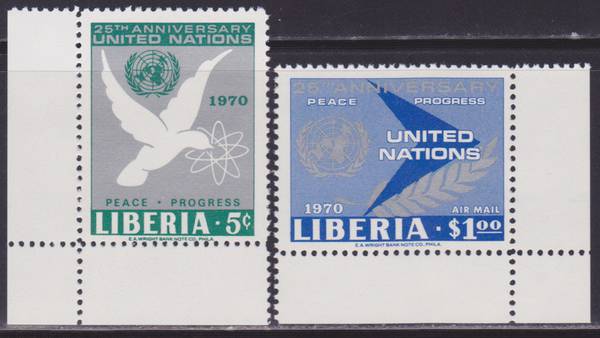 25TH ANNIVERSARY
UNITED NATIONS
1970
PEACE • PROGRESS
LIBERIA · 5¢
E.A. WRIGHT BANK NOTE CO., PHILA.
25TH ANNIVERSARY
PEACE PROGRESS
UNITED
NATIONS
1970
AIR MAIL
LIBERIA · $1.00
E.A. WRIGHT BANK NOTE CO., PHILA.